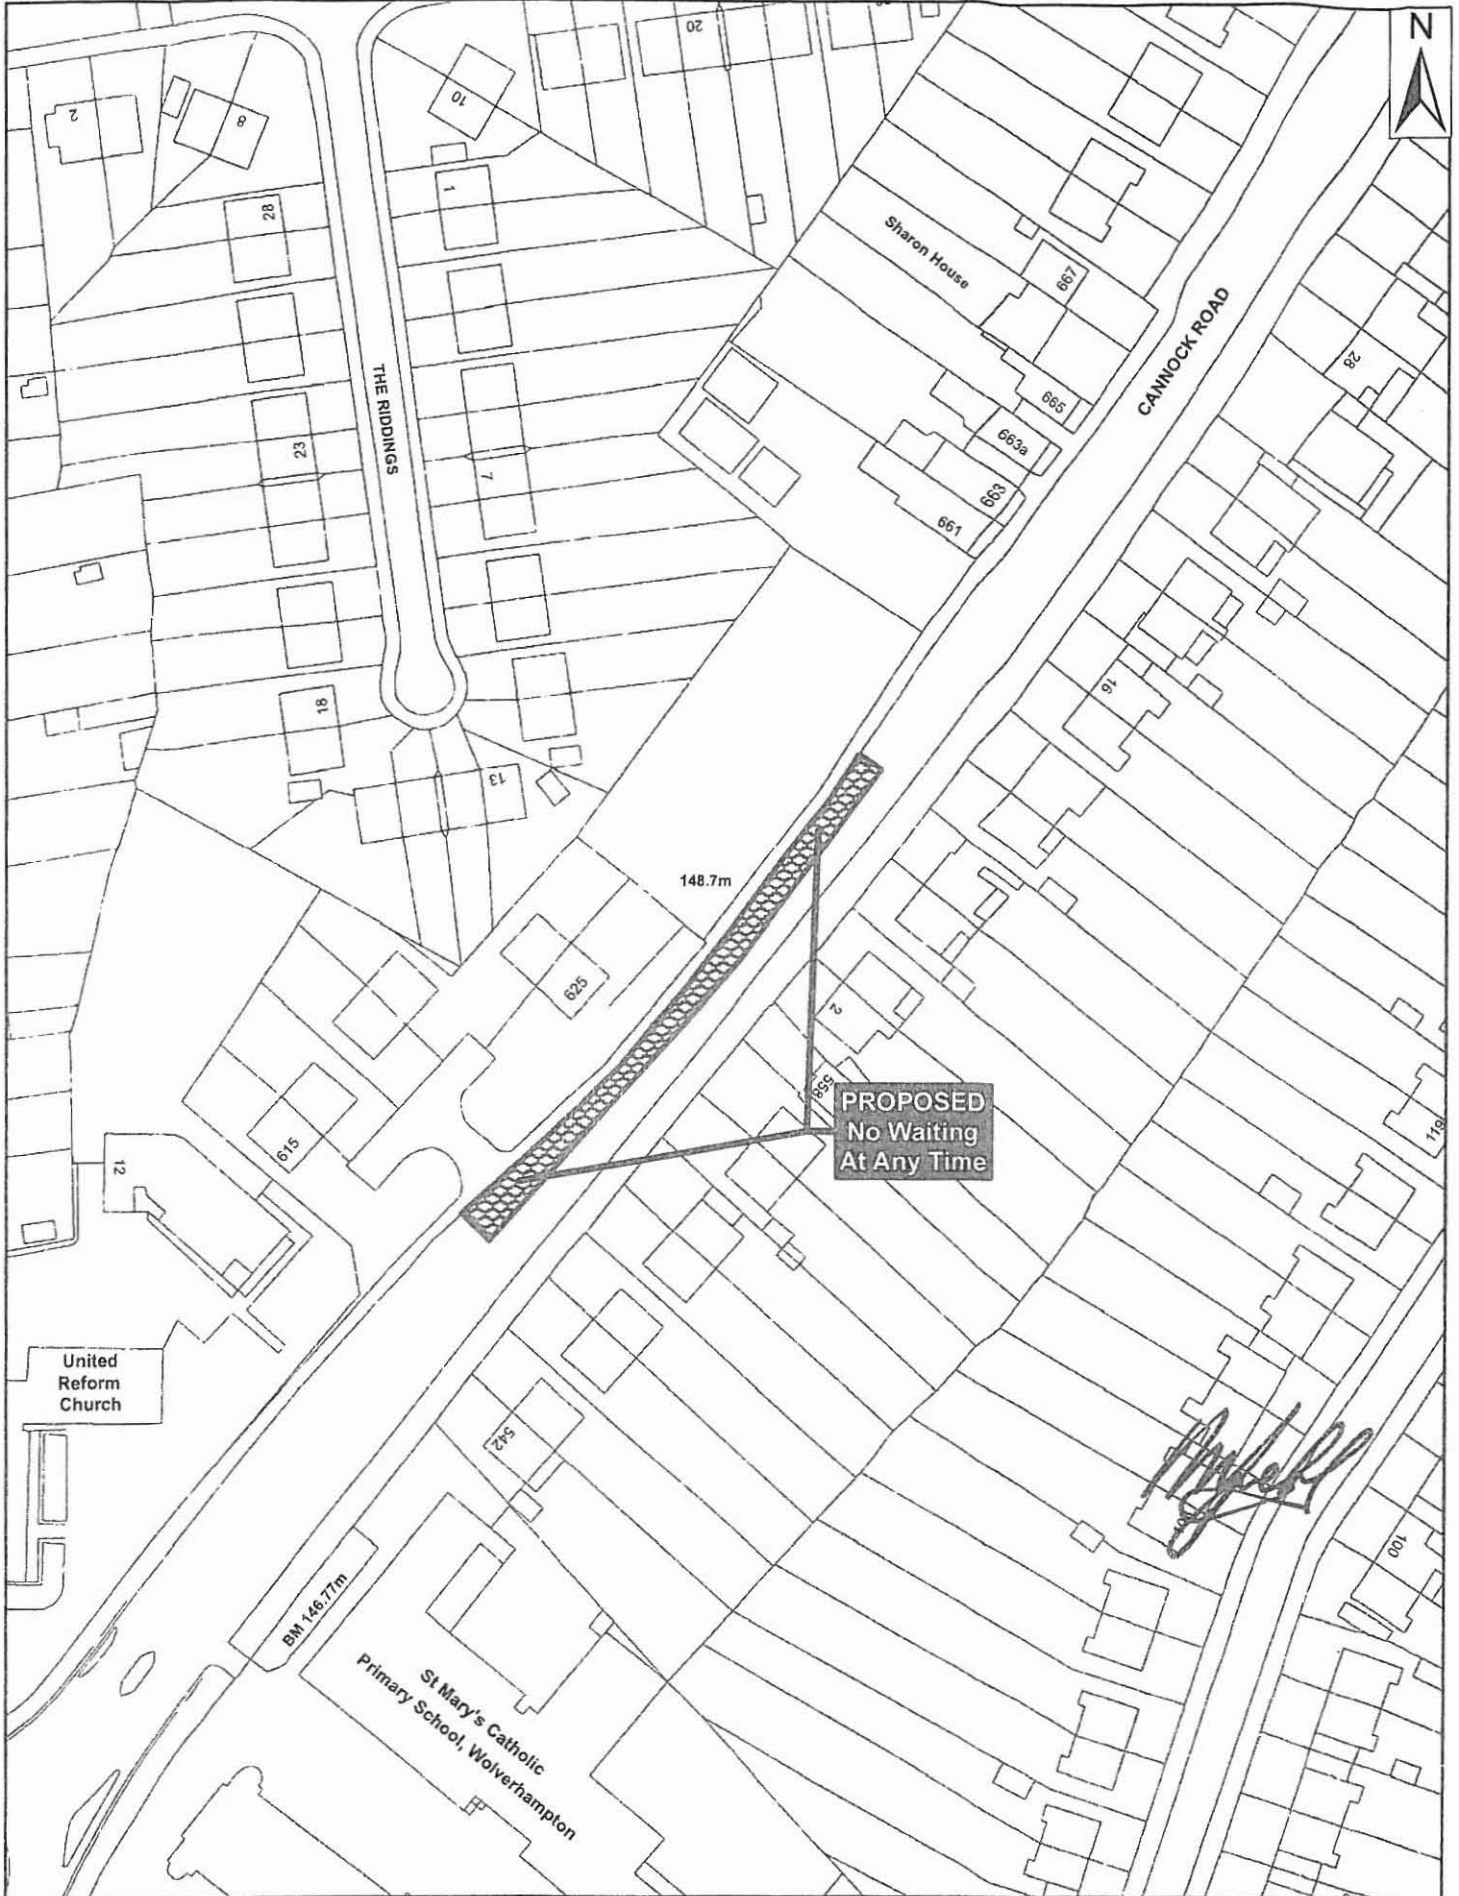 N
20
10
2
8
1
28
Sharon House
667
CANNOCK ROAD
28
THE RIDDINGS
665
23
663a
7
663
661
16
18
13
148.7m
625
2
558
PROPOSED
No Waiting
At Any Time
119
615
12
United
Reform
Church
542
100
BM 146.77m
St Mary's Catholic
Primary School, Wolverhampton